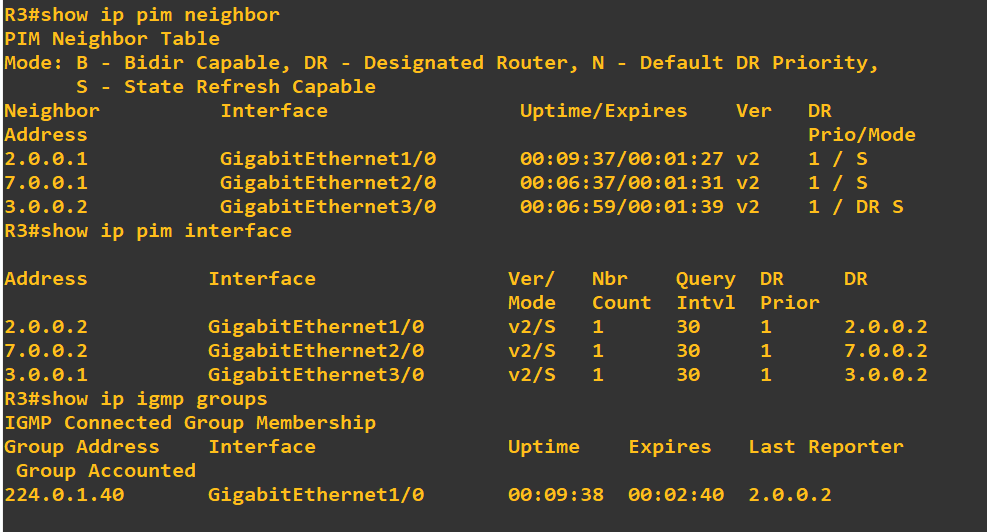 R3#show ip pim neighbor
PIM Neighbor Table
Mode: B - Bidir Capable, DR - Designated Router, N - Default DR Priority,
      S - State Refresh Capable
Neighbor          Interface                Uptime/Expires    Ver   DR
Address                                                            Prio/Mode
2.0.0.1           GigabitEthernet1/0       00:09:37/00:01:27 v2    1 / S
7.0.0.1           GigabitEthernet2/0       00:06:37/00:01:31 v2    1 / S
3.0.0.2           GigabitEthernet3/0       00:06:59/00:01:39 v2    1 / DR S
R3#show ip pim interface
Address          Interface                Ver/   Nbr    Query  DR     DR
                                          Mode   Count  Intvl  Prior
2.0.0.2          GigabitEthernet1/0       v2/S   1      30     1      2.0.0.2
7.0.0.2          GigabitEthernet2/0       v2/S   1      30     1      7.0.0.2
3.0.0.1          GigabitEthernet3/0       v2/S   1      30     1      3.0.0.2
R3#show ip igmp groups
IGMP Connected Group Membership
Group Address    Interface                Uptime    Expires   Last Reporter
 Group Accounted
224.0.1.40       GigabitEthernet1/0       00:09:38  00:02:40  2.0.0.2